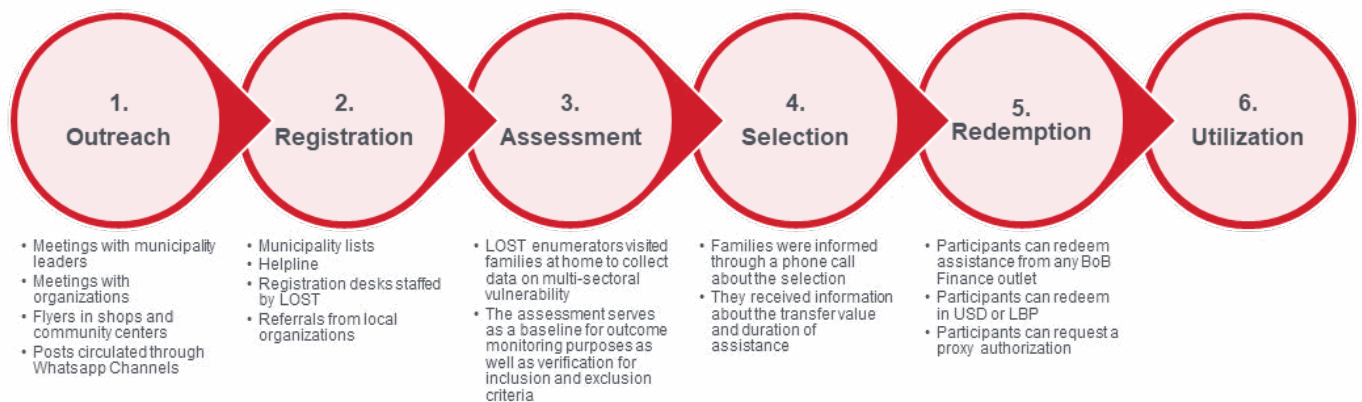 1.
Outreach
2.
Registration
3.
Assessment
4.
Selection
5.
Redemption
6.
Utilization
• Meetings with municipality
leaders
• Meetings with
organizations
• Flyers in shops and
community centers
• Posts circulated through
Whatsapp Channels
• Municipality lists
• Helpline
• Registration desks staffed
by LOST
• Referrals from local
organizations
• LOST enumerators visited
families at home to collect
data on multi-sectoral
vulnerability
• The assessment serves
as a baseline for outcome
monitoring purposes as
well as verification for
inclusion and exclusion
criteria
• Families were informed
through a phone call
about the selection
• They received information
about the transfer value
and duration of
assistance
• Participants can redeem
assistance from any BoB
Finance outlet
• Participants can redeem
in USD or LBP
• Participants can request a
proxy authorization